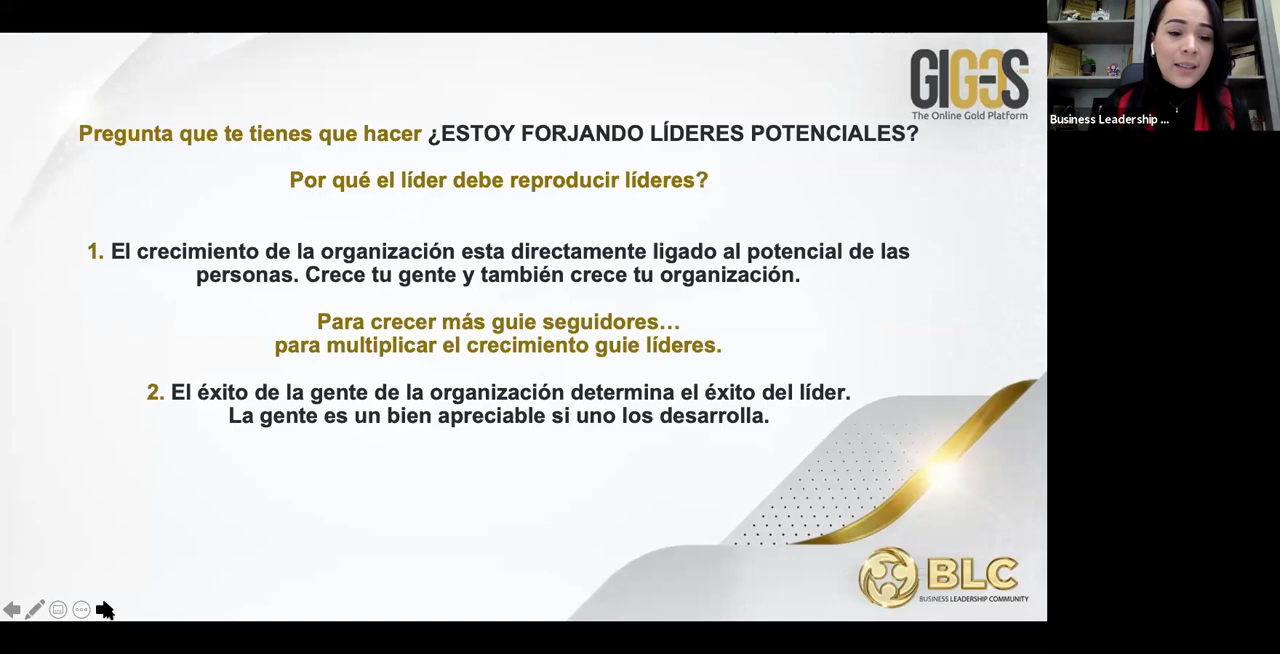 GIGOS
The Online Gold Platform
Business Leadership ...
Pregunta que te tienes que hacer ¿ESTOY FORJANDO LÍDERES POTENCIALES?
Por qué el líder debe reproducir líderes?
1. El crecimiento de la organización esta directamente ligado al potencial de las
personas. Crece tu gente y también crece tu organización.
Para crecer más guie seguidores...
para multiplicar el crecimiento guie líderes.
2. El éxito de la gente de la organización determina el éxito del líder.
La gente es un bien apreciable si uno los desarrolla.
BLC
BUSINESS LEADERSHIP COMMUNITY